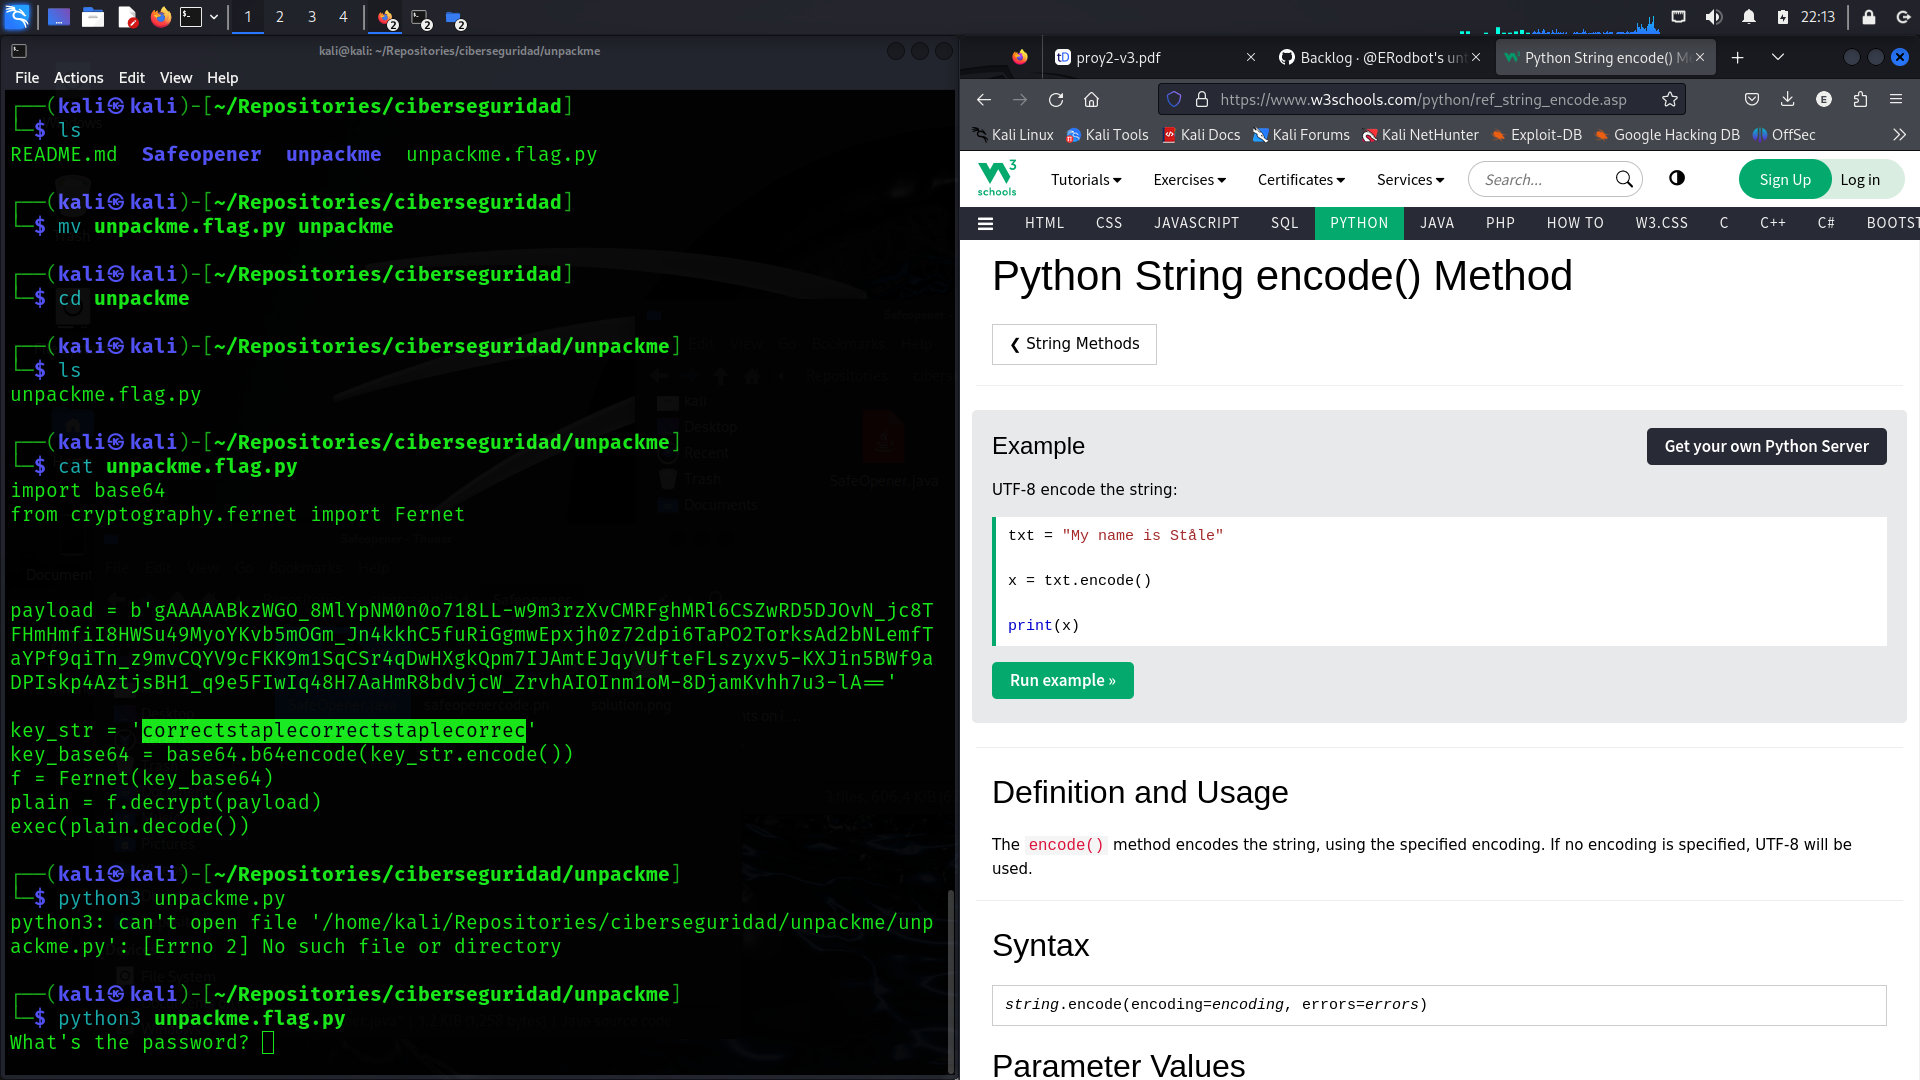 1 2 3 4 2 2 2 22:13
kali@kali: ~/Repositories/ciberseguridad/unpackme
File Actions Edit View Help
┌──(kali㉿kali)-[~/Repositories/ciberseguridad]
└─$ ls
README.md Safeopener unpackme unpackme.flag.py
┌──(kali㉿kali)-[~/Repositories/ciberseguridad]
└─$ mv unpackme.flag.py unpackme
┌──(kali㉿kali)-[~/Repositories/ciberseguridad]
└─$ cd unpackme
┌──(kali㉿kali)-[~/Repositories/ciberseguridad/unpackme]
└─$ ls
unpackme.flag.py
┌──(kali㉿kali)-[~/Repositories/ciberseguridad/unpackme]
└─$ cat unpackme.flag.py
import base64
from cryptography.fernet import Fernet
payload = b'gAAAAABkzWGO_8MlYpNM0n0o718LL-w9m3rzXvCMRFghMRl6CSZwRD5DJOvN_jc8T
FHmHmfiI8HWSu49MyoYKvb5mOGm_Jn4kkhC5fuRiGgmwEpxjh0z72dpi6TaPO2TorksAd2bNLemfT
aYPf9qiTn_z9mvCQYV9cFKK9m1SqCSr4qDwHXgkQpm7IJAmtEJqyVUfteFLszyxv5-KXJin5BWf9a
DPIskp4AztjsBH1_q9e5FIwIq48H7AaHmR8bdvjcW_ZrvhAIOInm1oM-8DjamKvhh7u3-lA=='
key_str = 'correctstaplecorrectstaplecorrec'
key_base64 = base64.b64encode(key_str.encode())
f = Fernet(key_base64)
plain = f.decrypt(payload)
exec(plain.decode())
┌──(kali㉿kali)-[~/Repositories/ciberseguridad/unpackme]
└─$ python3 unpackme.py
python3: can't open file '/home/kali/Repositories/ciberseguridad/unpackme/unp
ackme.py': [Errno 2] No such file or directory
┌──(kali㉿kali)-[~/Repositories/ciberseguridad/unpackme]
└─$ python3 unpackme.flag.py
What's the password?
proy2-v3.pdf Backlog · @ERodbot's unt Python String encode() M
https://www.w3schools.com/python/ref_string_encode.asp
Kali Linux Kali Tools Kali Docs Kali Forums Kali NetHunter Exploit-DB Google Hacking DB OffSec
W3 schools Tutorials Exercises Certificates Services Search... Sign Up Log in
HTML CSS JAVASCRIPT SQL PYTHON JAVA PHP HOW TO W3.CSS C C++ C# BOOTST
Python String encode() Method
❮ String Methods
Example
Get your own Python Server
UTF-8 encode the string:
txt = "My name is Ståle"
x = txt.encode()
print(x)
Run example »
Definition and Usage
The encode() method encodes the string, using the specified encoding. If no encoding is specified, UTF-8 will be
used.
Syntax
string.encode(encoding=encoding, errors=errors)
Parameter Values